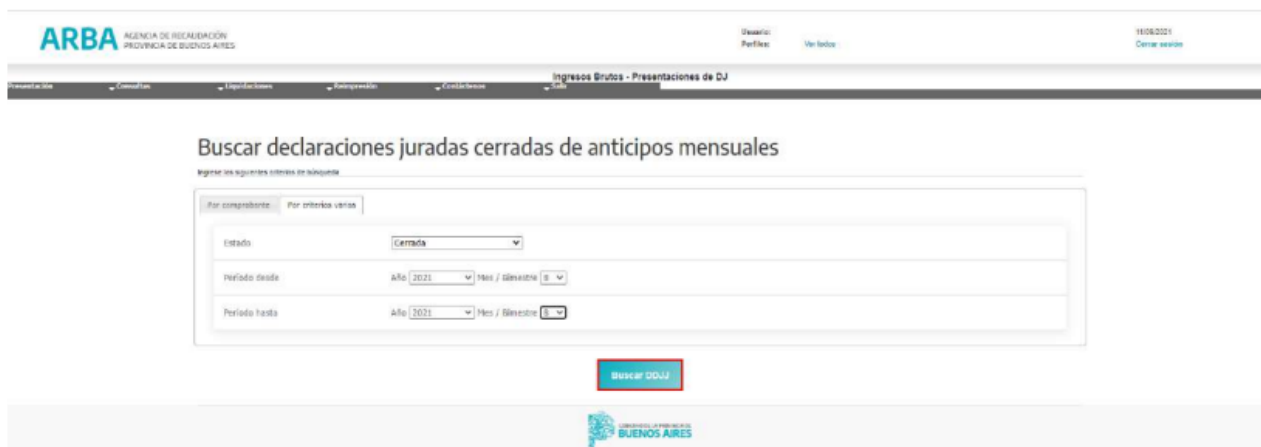 ARBA AGENCIA DE RECAUDACIÓN
PROVINCIA DE BUENOS AIRES
Usuario:
Perfiles: Ver todos
Cerrar sesión
Ingresos Brutos - Presentaciones de DJ
Presentación Consultas Liquidaciones Reimpresión Contáctenos Salir
Buscar declaraciones juradas cerradas de anticipos mensuales
Ingrese los siguientes criterios de búsqueda
Por comprobante Por criterios varios
Estado Cerrada
Período desde Año 2021 Mes / Bimestre 8
Período hasta Año 2021 Mes / Bimestre 8
Buscar DDJJ
BUENOS AIRES